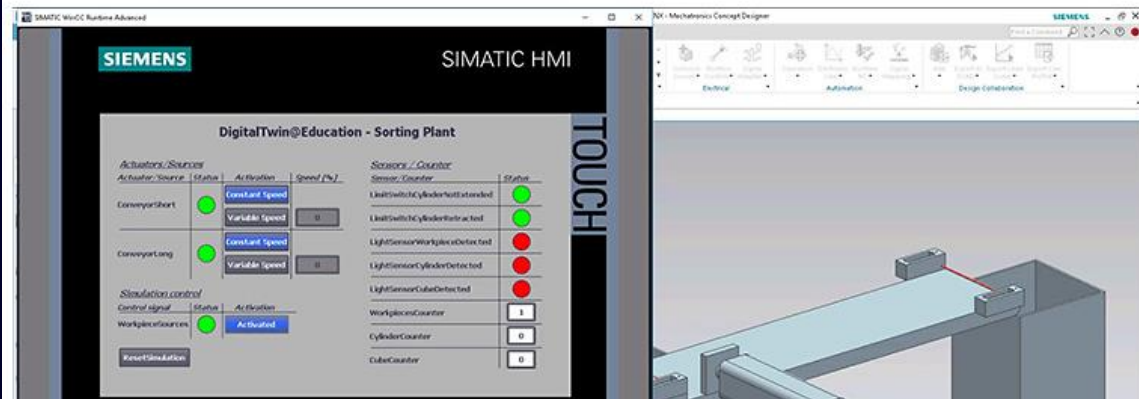 SIMATIC WinCC Runtime Advanced
NX - Mechatronics Concept Designer
SIEMENS
Find a Command
Electrical
Automation
Design Collaboration
SIEMENS
SIMATIC HMI
TOUCH
DigitalTwin@Education - Sorting Plant
Actuators/Sources
Actuator/Source Status Activation Speed [%]
ConveyorShort
Constant Speed
Variable Speed 0
ConveyorLong
Constant Speed
Variable Speed 0
Simulation control
Control signal Status Activation
WorkpieceSources Activated
ResetSimulation
Sensors / Counter
Sensor/Counter Status
LimitSwitchCylinderNotExtended
LimitSwitchCylinderRetracted
LightSensorWorkpieceDetected
LightSensorCylinderDetected
LightSensorCubeDetected
WorkpiecesCounter 1
CylinderCounter 0
CubeCounter 0